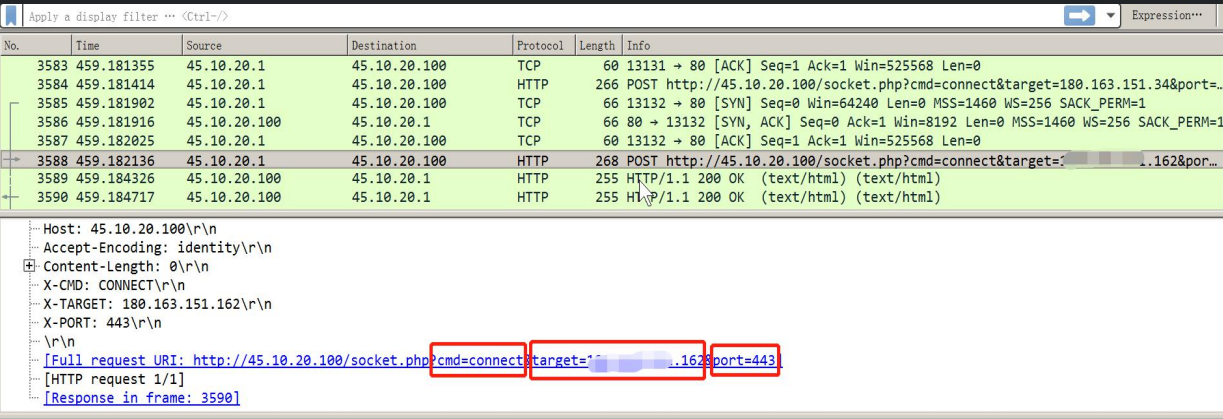 Apply a display filter ··· <Ctrl-/> Expression···
No. Time Source Destination Protocol Length Info
3583 459.181355 45.10.20.1 45.10.20.100 TCP 60 13131 → 80 [ACK] Seq=1 Ack=1 Win=525568 Len=0
3584 459.181414 45.10.20.1 45.10.20.100 HTTP 266 POST http://45.10.20.100/socket.php?cmd=connect&target=180.163.151.34&port=…
3585 459.181902 45.10.20.1 45.10.20.100 TCP 66 13132 → 80 [SYN] Seq=0 Win=64240 Len=0 MSS=1460 WS=256 SACK_PERM=1
3586 459.181916 45.10.20.100 45.10.20.1 TCP 66 80 → 13132 [SYN, ACK] Seq=0 Ack=1 Win=8192 Len=0 MSS=1460 WS=256 SACK_PERM=1
3587 459.182025 45.10.20.1 45.10.20.100 TCP 60 13132 → 80 [ACK] Seq=1 Ack=1 Win=525568 Len=0
3588 459.182136 45.10.20.1 45.10.20.100 HTTP 268 POST http://45.10.20.100/socket.php?cmd=connect&target=1 .162&por…
3589 459.184326 45.10.20.100 45.10.20.1 HTTP 255 HTTP/1.1 200 OK (text/html) (text/html)
3590 459.184717 45.10.20.100 45.10.20.1 HTTP 255 HTTP/1.1 200 OK (text/html) (text/html)
Host: 45.10.20.100\r\n
Accept-Encoding: identity\r\n
Content-Length: 0\r\n
X-CMD: CONNECT\r\n
X-TARGET: 180.163.151.162\r\n
X-PORT: 443\r\n
\r\n
[Full request URI: http://45.10.20.100/socket.php?cmd=connect&target=1 .162&port=443]
[HTTP request 1/1]
[Response in frame: 3590]